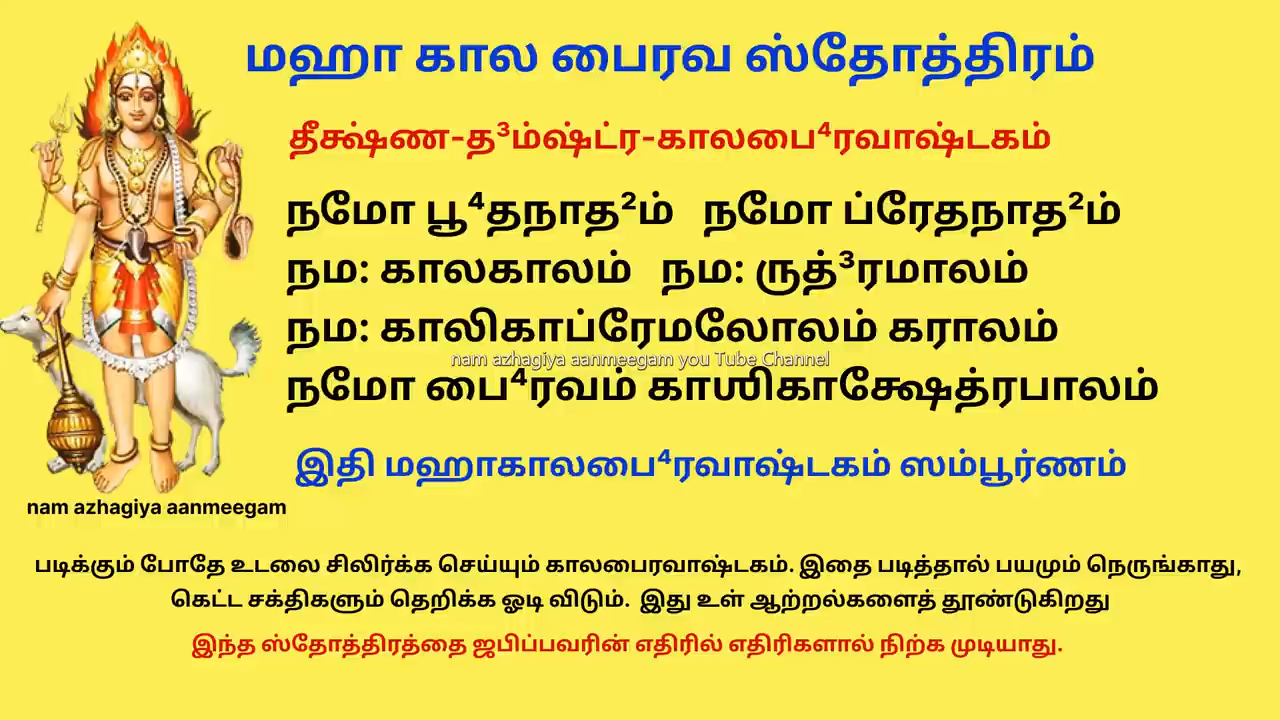 மஹா கால பைரவ ஸ்தோத்திரம்
தீக்ஷ்ண-த³ம்ஷ்ட்ர-காலபை⁴ரவாஷ்டகம்
நமோ பூ⁴தநாத²ம் நமோ ப்ரேதநாத²ம்
நம: காலகாலம் நம: ருத்³ரமாலம்
நம: காலிகாப்ரேமலோலம் கராலம்
nam azhagiya aanmeegam you Tube Channel
நமோ பை⁴ரவம் காஶிகாக்ஷேத்ரபாலம்
இதி மஹாகாலபை⁴ரவாஷ்டகம் ஸம்பூர்ணம்
nam azhagiya aanmeegam
படிக்கும் போதே உடலை சிலிர்க்க செய்யும் காலபைரவாஷ்டகம். இதை படித்தால் பயமும் நெருங்காது,
கெட்ட சக்திகளும் தெறிக்க ஓடி விடும். இது உள் ஆற்றல்களைத் தூண்டுகிறது
இந்த ஸ்தோத்திரத்தை ஜபிப்பவரின் எதிரில் எதிரிகளால் நிற்க முடியாது.